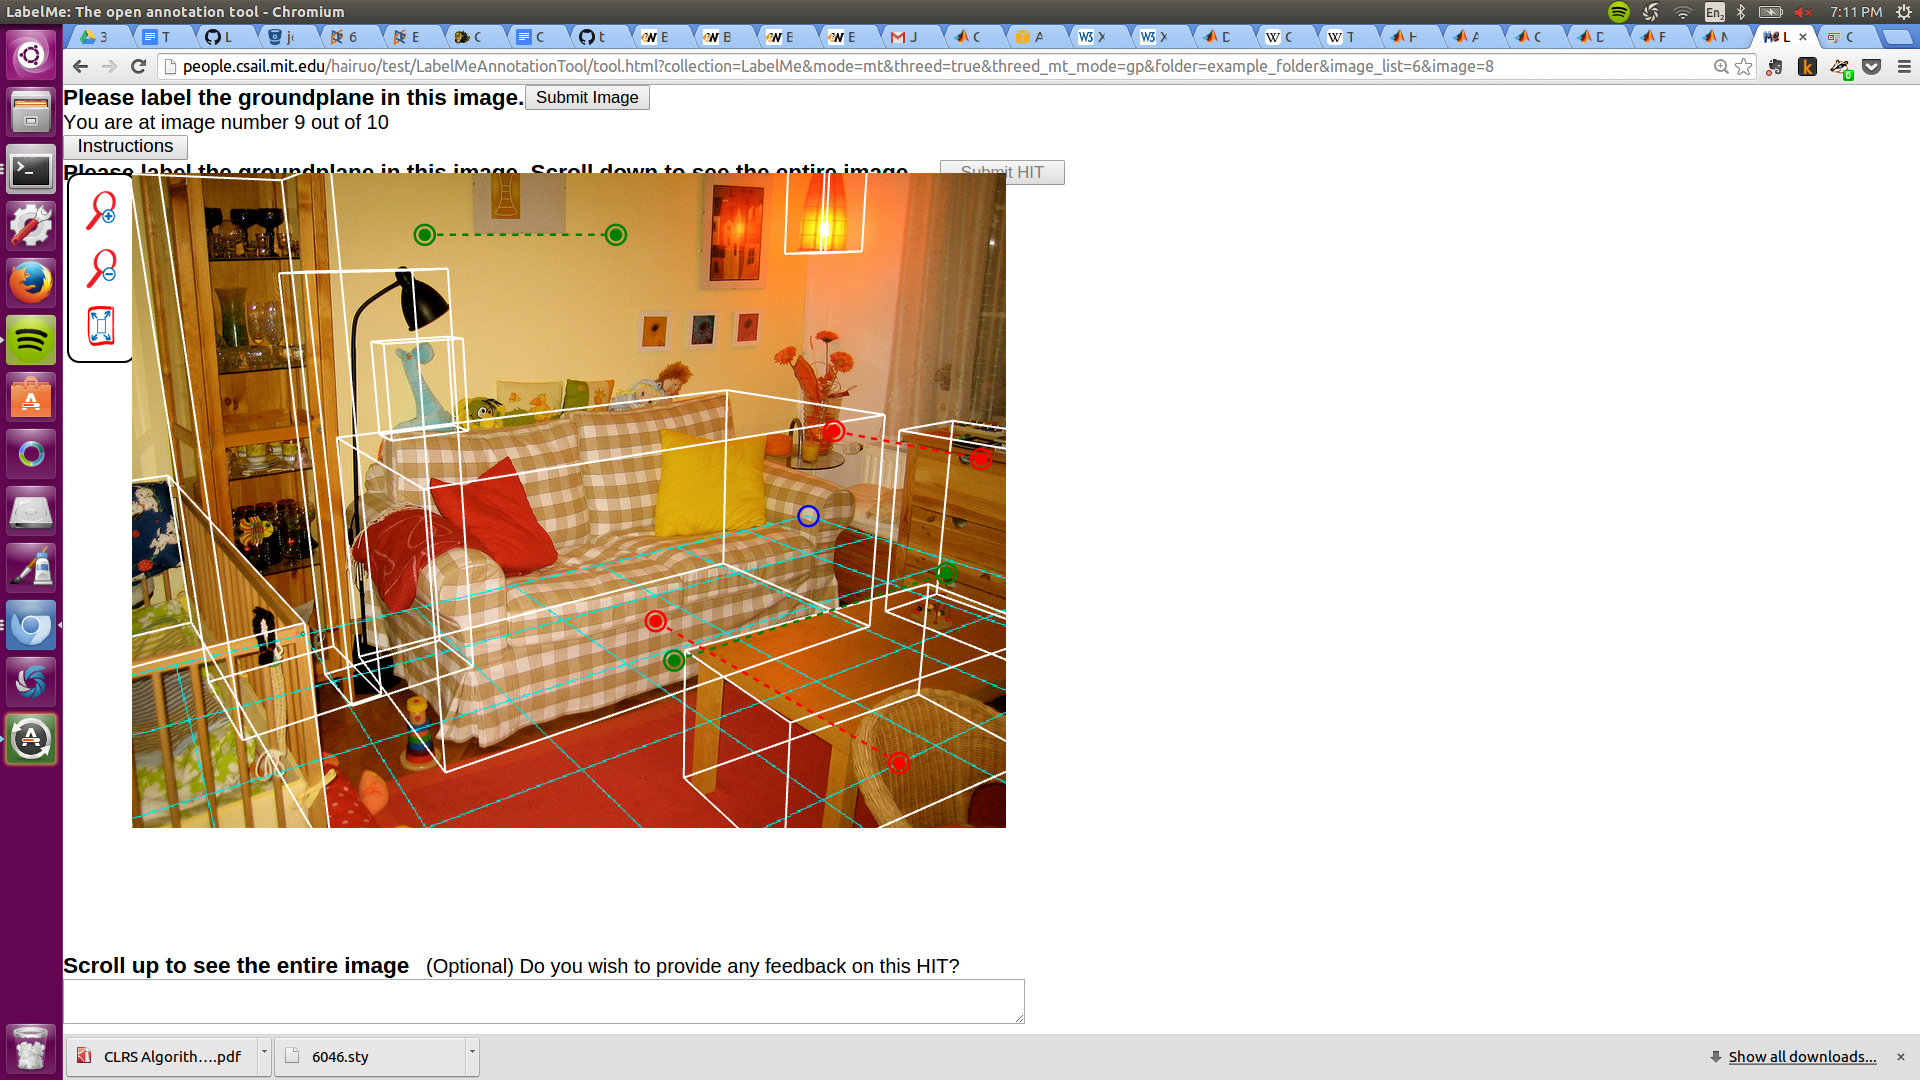 LabelMe: The open annotation tool - Chromium
En₂
7:11 PM
3
T
L
6
E
C
C
t
E
B
E
E
J
C
A
X
X
D
C
T
H
A
C
D
F
L ×
C
people.csail.mit.edu/hairuo/test/LabelMeAnnotationTool/tool.html?collection=LabelMe&mode=mt&threed=true&threed_mt_mode=gp&folder=example_folder&image_list=6&image=8
0
Please label the groundplane in this image. Submit Image
You are at image number 9 out of 10
Instructions
Please label the groundplane in this image. Scroll down to see the entire image Submit HIT
Scroll up to see the entire image (Optional) Do you wish to provide any feedback on this HIT?
CLRS Algorith....pdf
6046.sty
Show all downloads...